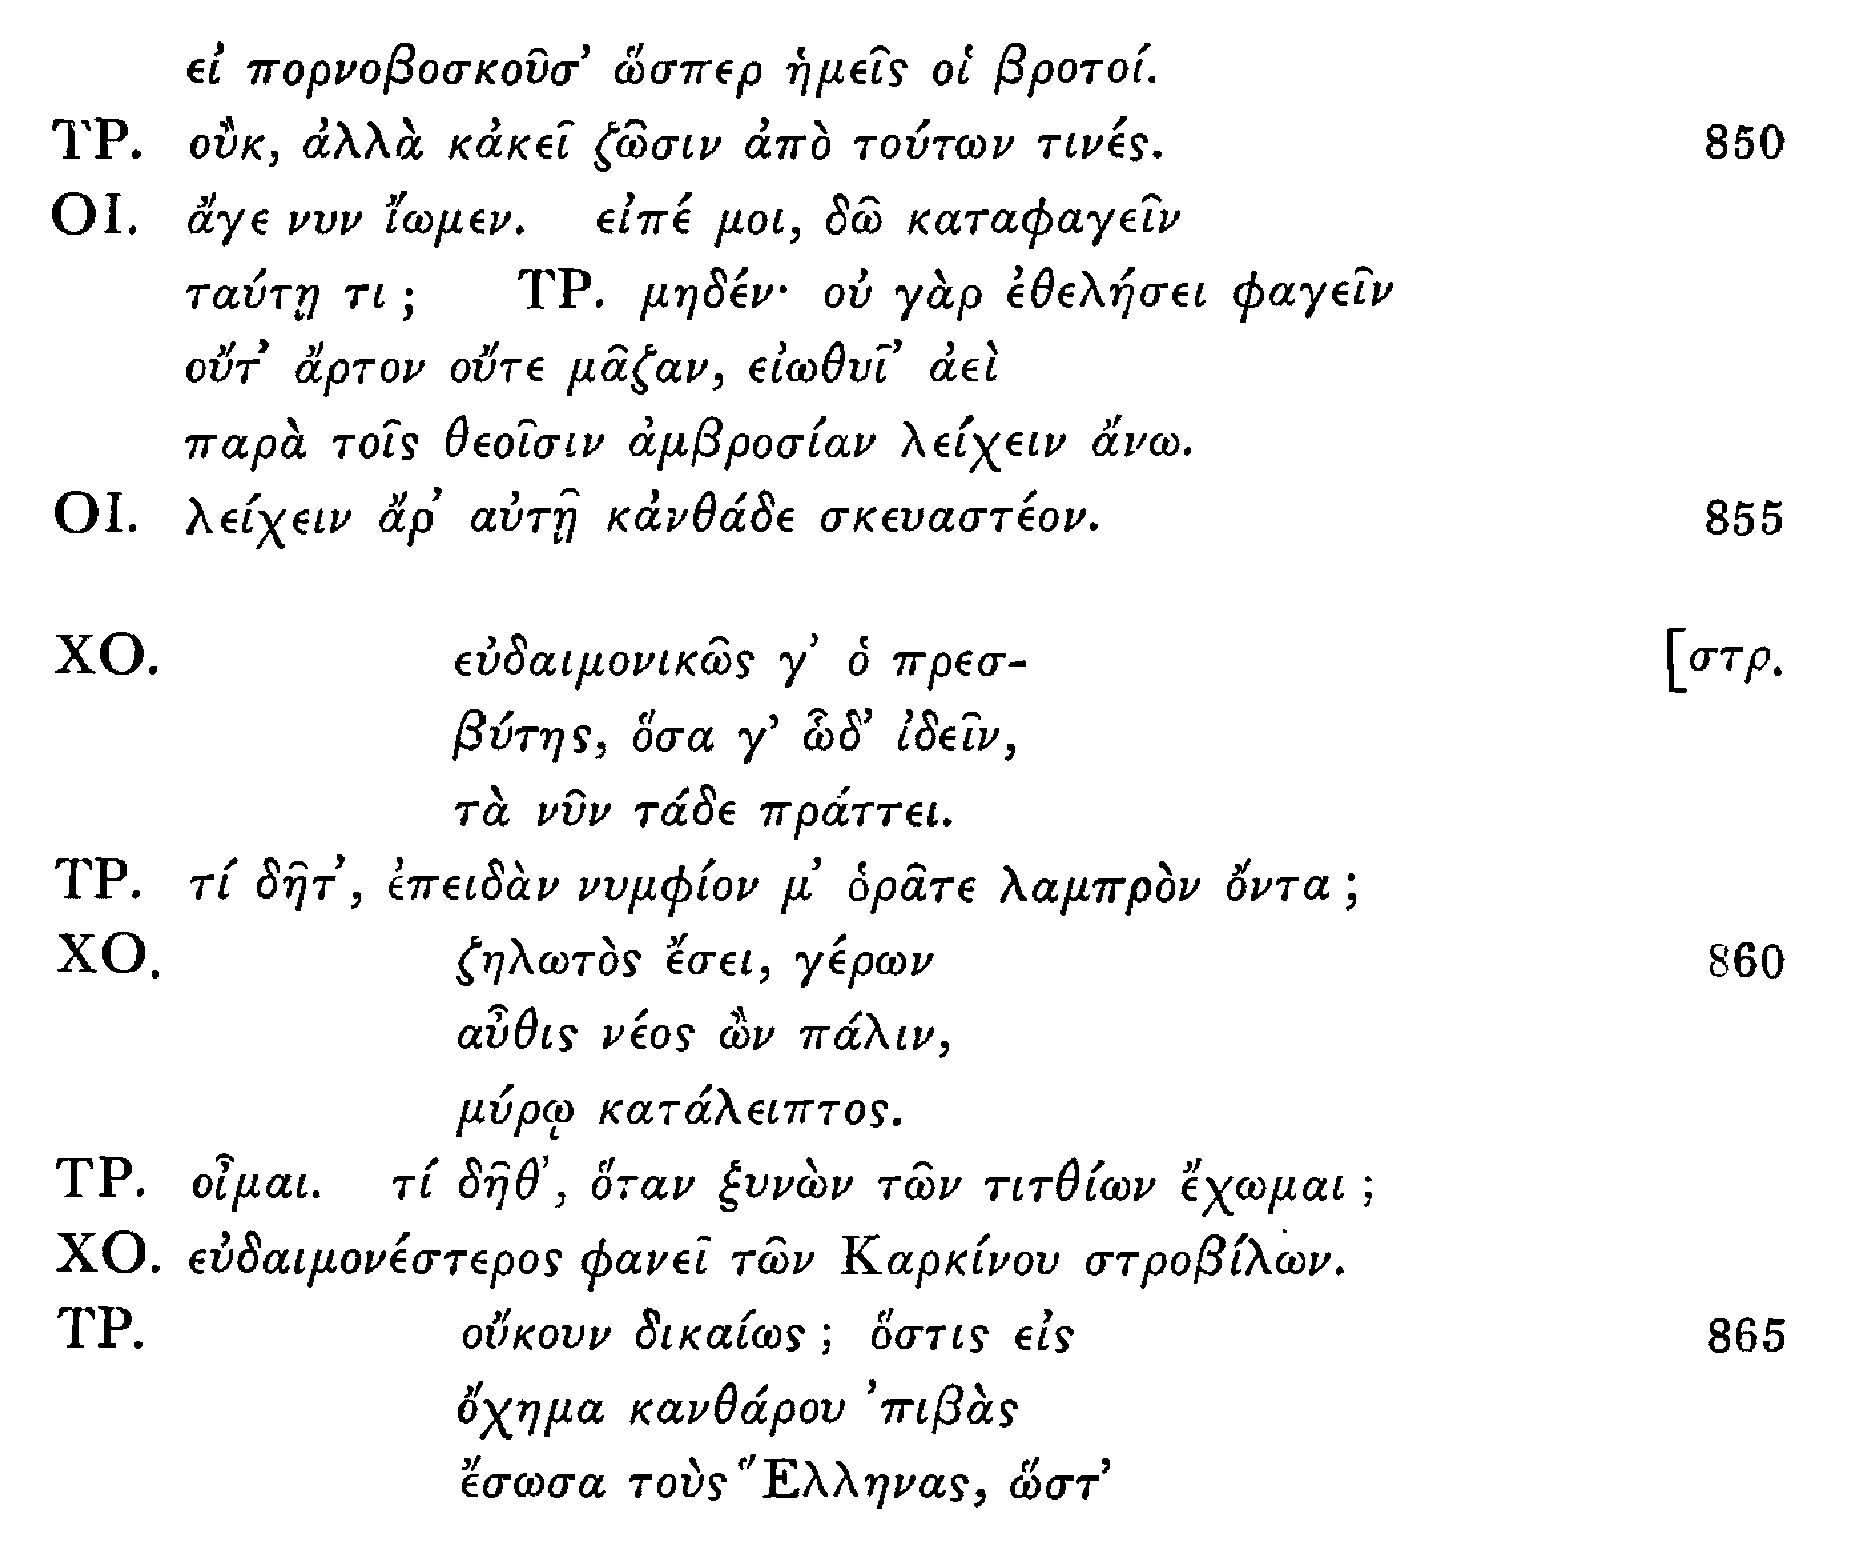 εἰ πορνοβοσκοῦσ’ ὥσπερ ἡμεῖς οἱ βροτοί.
ΤΡ. οὒκ, ἀλλὰ κἀκεῖ ζῶσιν ἀπὸ τούτων τινές. 850
ΟΙ. ἄγε νυν ἴωμεν. εἰπέ μοι, δῶ καταφαγεῖν
ταύτῃ τι; ΤΡ. μηδέν· οὐ γὰρ ἐθελήσει φαγεῖν
οὔτ’ ἄρτον οὔτε μᾶζαν, εἰωθυῖ’ ἀεὶ
παρὰ τοῖς θεοῖσιν ἀμβροσίαν λείχειν ἄνω.
ΟΙ. λείχειν ἄρ’ αὐτῇ κἀνθάδε σκευαστέον. 855
ΧΟ. εὐδαιμονικῶς γ’ ὁ πρεσ- [στρ.
βύτης, ὅσα γ’ ὧδ’ ἰδεῖν,
τὰ νῦν τάδε πράττει.
ΤΡ. τί δῆτ’, ἐπειδὰν νυμφίον μ’ ὁρᾶτε λαμπρὸν ὄντα;
ΧΟ. ζηλωτὸς ἔσει, γέρων 860
αὖθις νέος ὢν πάλιν,
μύρῳ κατάλειπτος.
ΤΡ. οἶμαι. τί δῆθ’, ὅταν ξυνὼν τῶν τιτθίων ἔχωμαι;
ΧΟ. εὐδαιμονέστερος φανεῖ τῶν Καρκίνου στροβίλων.
ΤΡ. οὔκουν δικαίως; ὅστις εἰς 865
ὄχημα κανθάρου ’πιβὰς
ἔσωσα τοὺς Ἕλληνας, ὥστ’